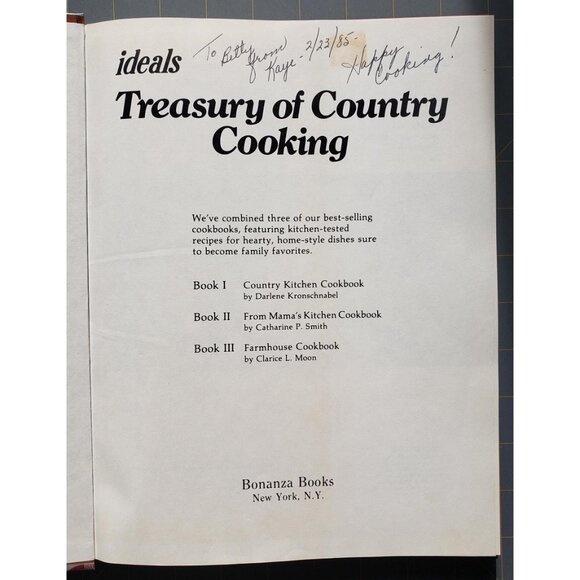 To Betty
from
Kaye - 2/23/85-
Happy
Cooking!
ideals
Treasury of Country
Cooking
We've combined three of our best-selling
cookbooks, featuring kitchen-tested
recipes for hearty, home-style dishes sure
to become family favorites.
Book I Country Kitchen Cookbook
by Darlene Kronschnabel
Book II From Mama's Kitchen Cookbook
by Catharine P. Smith
Book III Farmhouse Cookbook
by Clarice L. Moon
Bonanza Books
New York, N.Y.